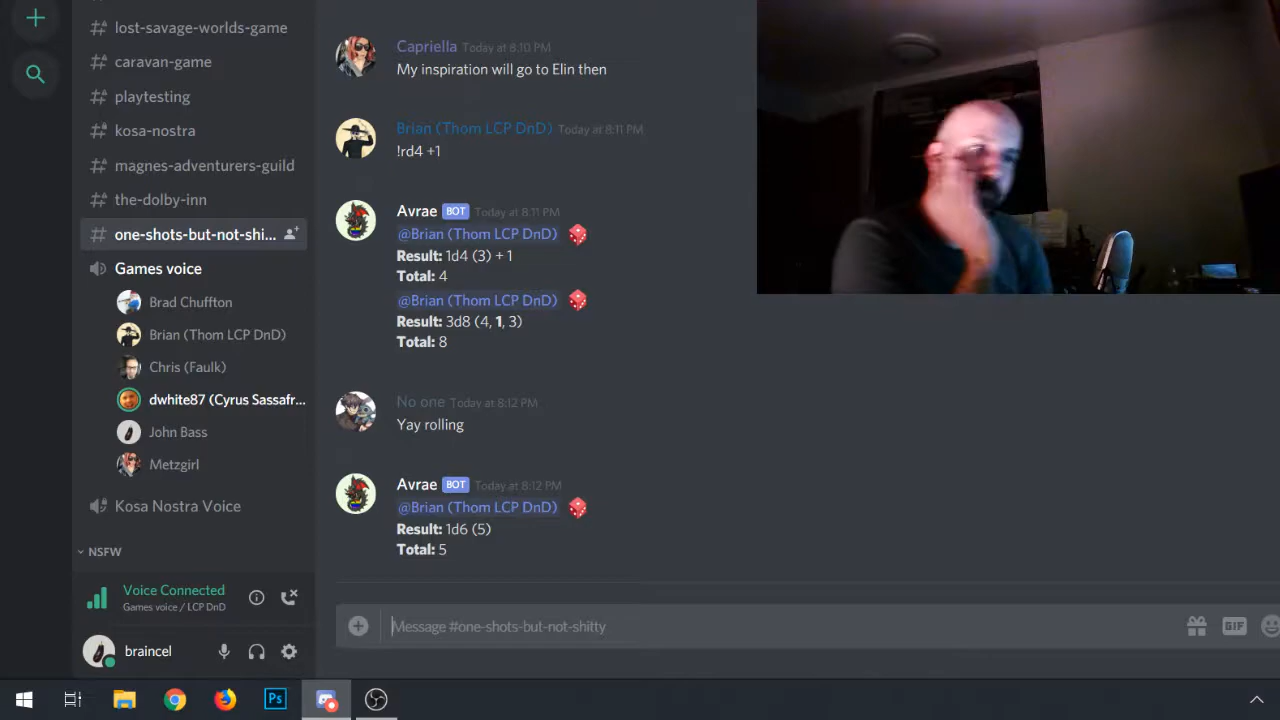 lost-savage-worlds-game
caravan-game
playtesting
kosa-nostra
magnes-adventurers-guild
the-dolby-inn
one-shots-but-not-shi...
Games voice
Brad Chuffton
Brian (Thom LCP DnD)
Chris (Faulk)
dwhite87 (Cyrus Sassafr...
John Bass
Metzgirl
Kosa Nostra Voice
NSFW
Voice Connected
Games voice / LCP DnD
braincel
Capriella Today at 8:10 PM
My inspiration will go to Elin then
Brian (Thom LCP DnD) Today at 8:11 PM
!rd4 +1
Avrae BOT Today at 8:11 PM
@Brian (Thom LCP DnD)
Result: 1d4 (3) + 1
Total: 4
@Brian (Thom LCP DnD)
Result: 3d8 (4, 1, 3)
Total: 8
No one Today at 8:12 PM
Yay rolling
Avrae BOT Today at 8:12 PM
@Brian (Thom LCP DnD)
Result: 1d6 (5)
Total: 5
Message #one-shots-but-not-shitty
GIF
Ps